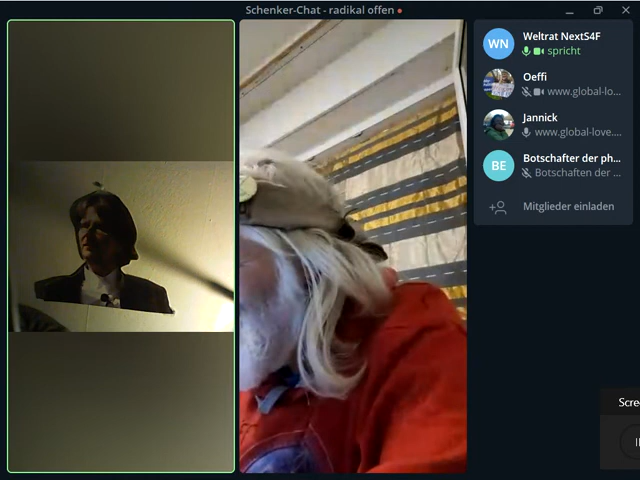 Schenker-Chat - radikal offen
WN
Weltrat NextS4F
spricht
Oeffi
www.global-lo...
Jannick
www.global-love....
BE
Botschafter der ph...
Botschaften der ...
Mitglieder einladen
Scre